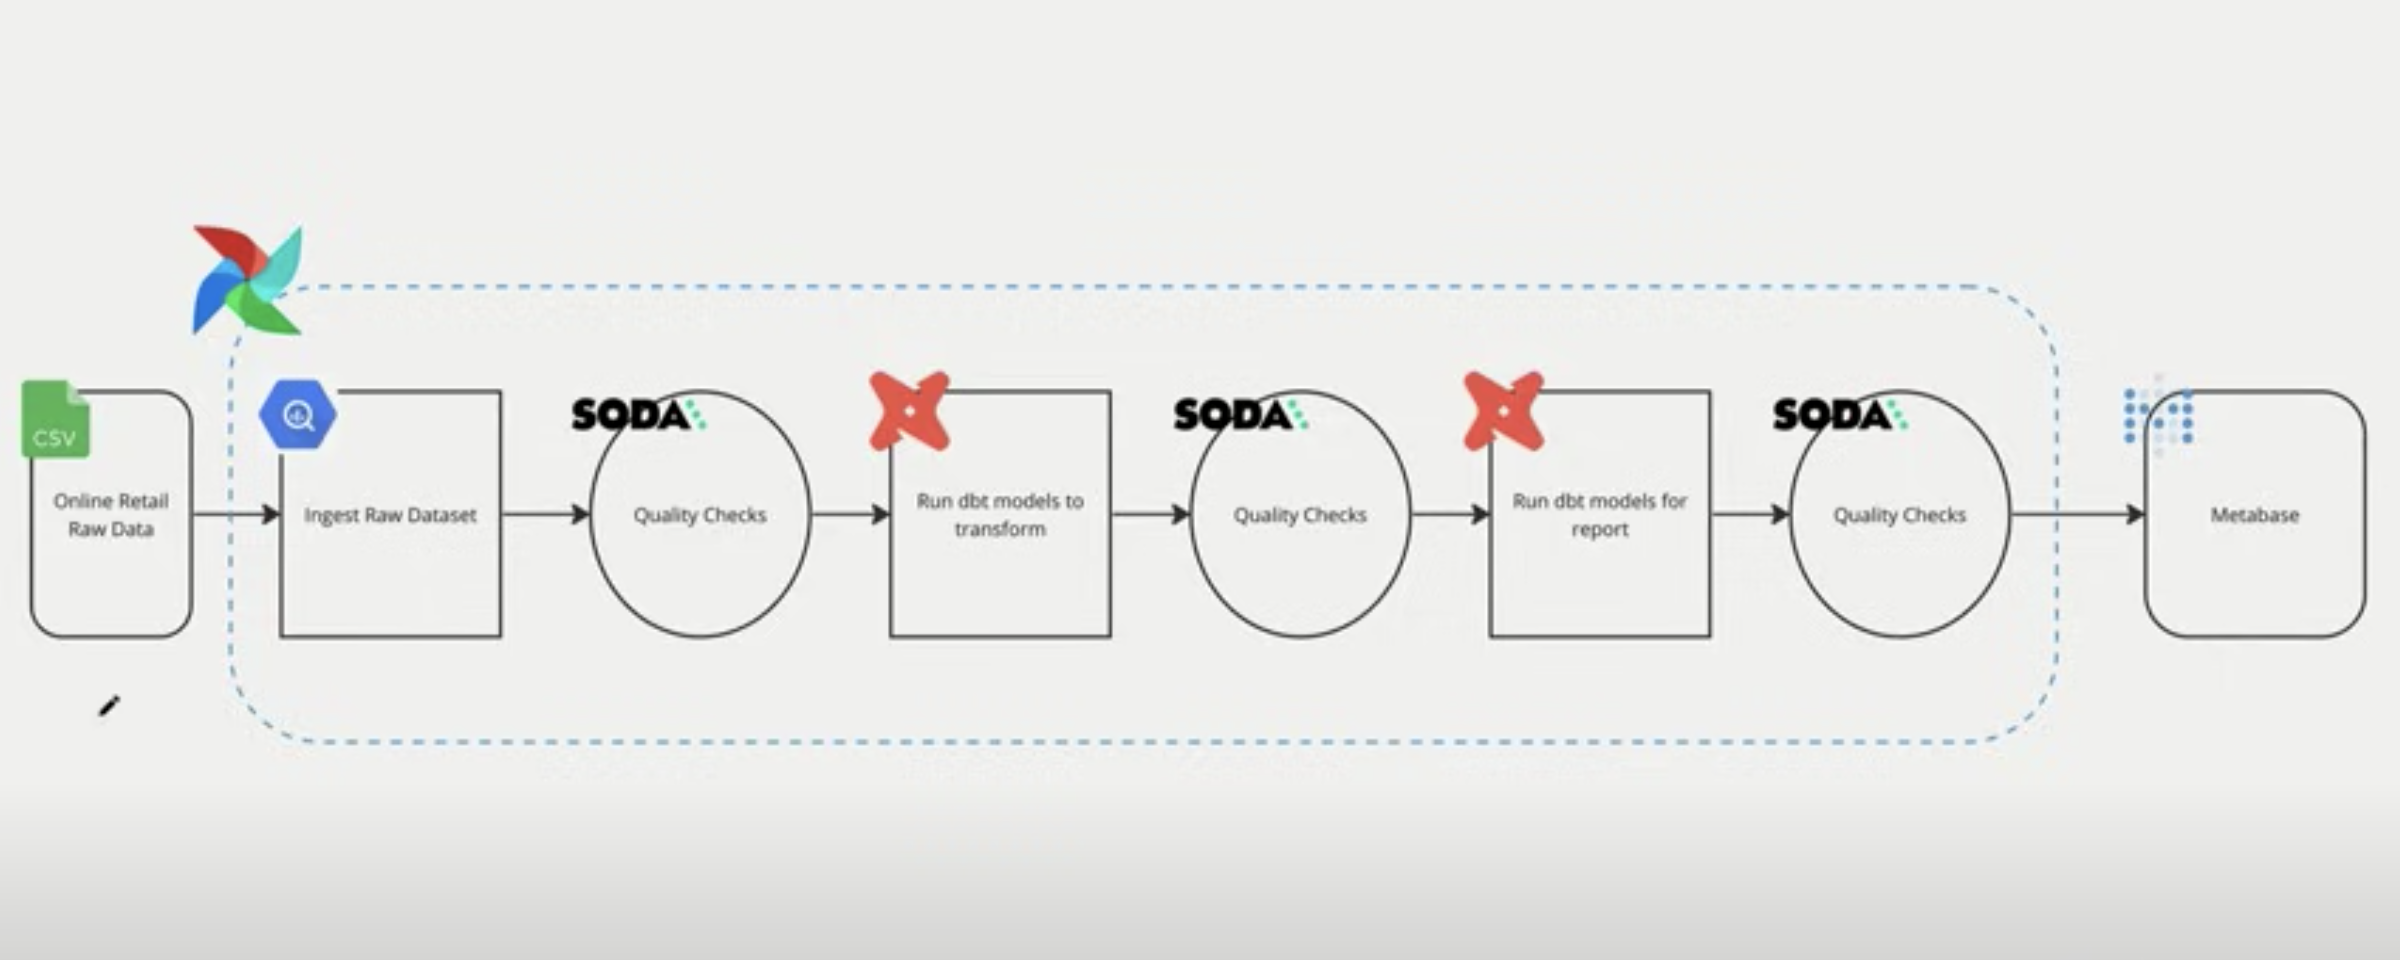 CSV
Online Retail
Raw Data
Ingest Raw Dataset
SODA
Quality Checks
Run dbt models to
transform
SODA
Quality Checks
Run dbt models for
report
SODA
Quality Checks
Metabase